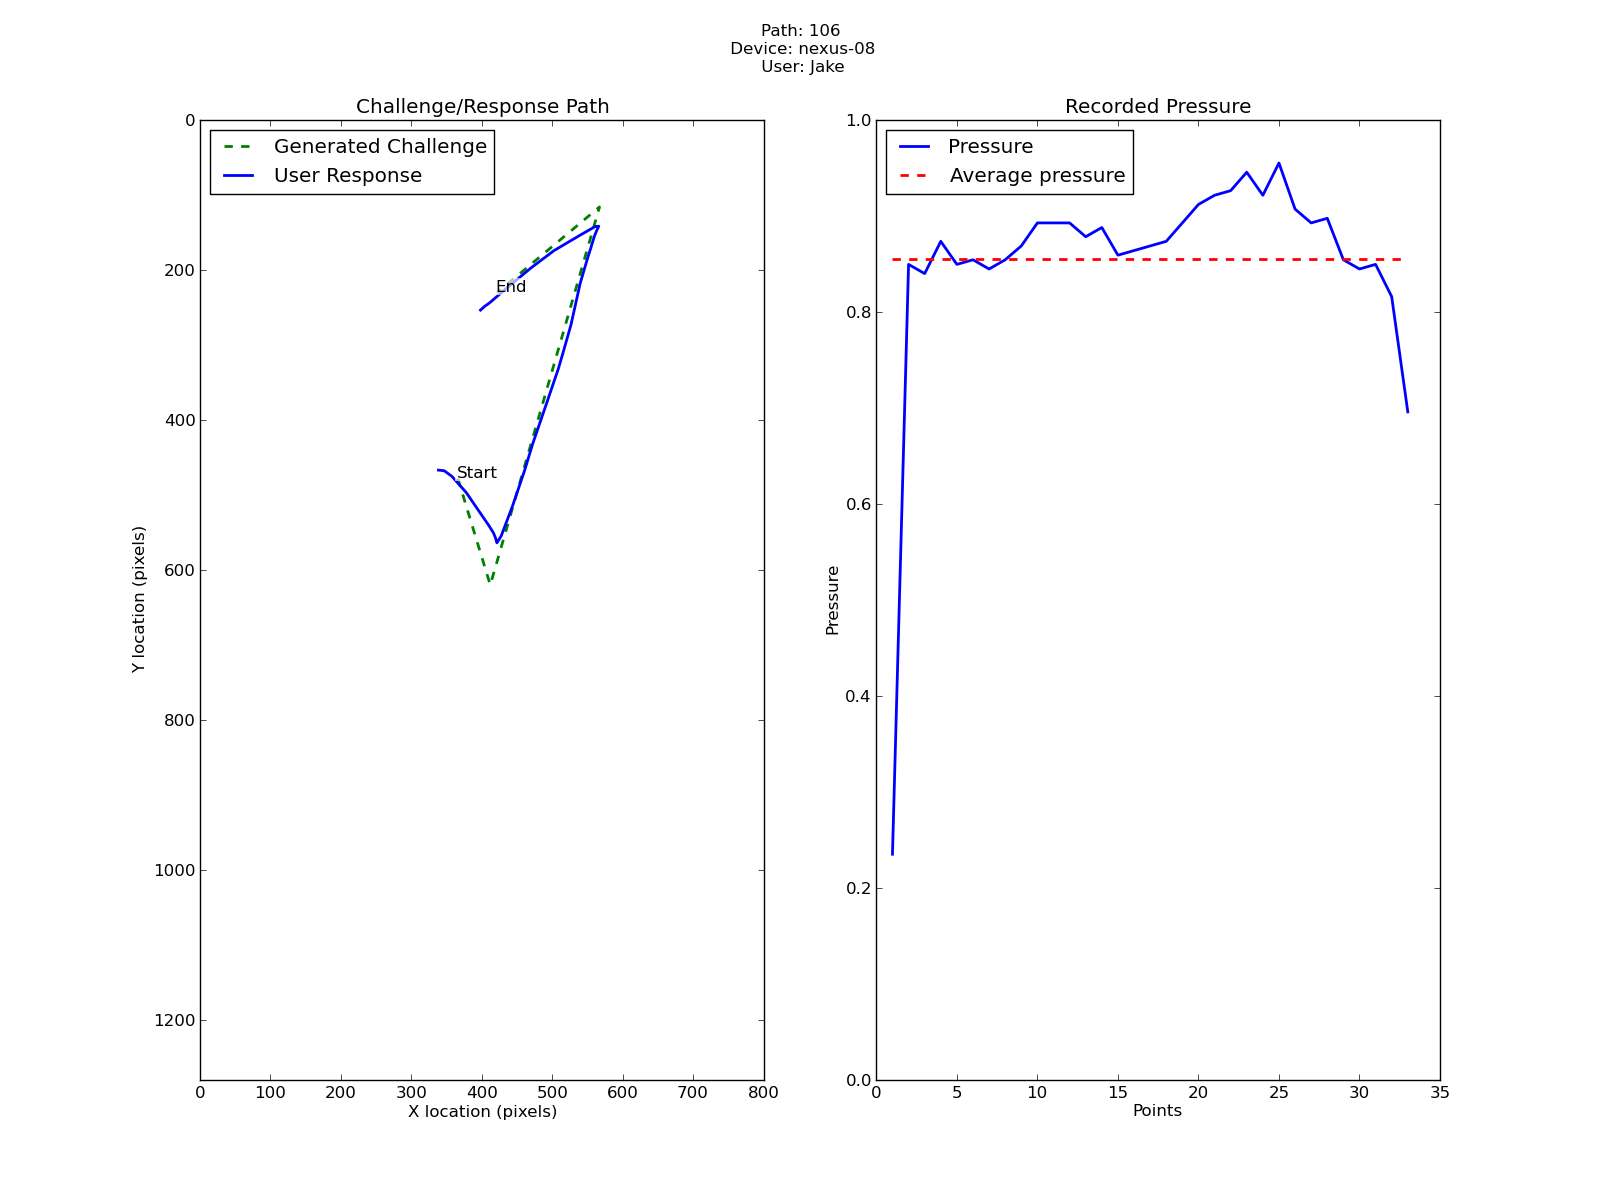 Path: 106
Device: nexus-08
User: Jake
Challenge/Response Path
Generated Challenge
User Response
End
Start
0
200
400
600
800
1000
1200
Y location (pixels)
0 100 200 300 400 500 600 700 800
X location (pixels)
Recorded Pressure
Pressure
Average pressure
1.0
0.8
0.6
0.4
0.2
0.0
Pressure
0 5 10 15 20 25 30 35
Points